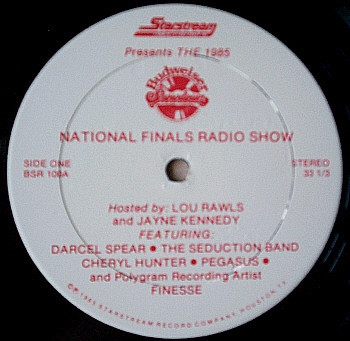 Starstream
Presents THE 1985
Budweiser
NATIONAL FINALS RADIO SHOW
SIDE ONE
BSR 100A
STEREO
33 1/3
Hosted by: LOU RAWLS
and JAYNE KENNEDY
FEATURING:
DARCEL SPEAR • THE SEDUCTION BAND
CHERYL HUNTER • PEGASUS •
and Polygram Recording Artist
FINESSE
1985 STARSTREAM RECORD COMPANY, HOUSTON, TX